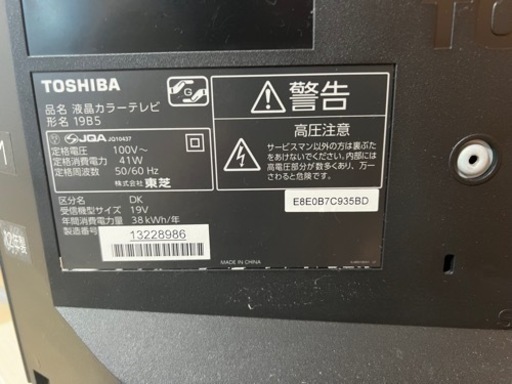 TOSHIBA
品名 液晶カラーテレビ
形名 19B5
JQA JQ10437
定格電圧: 100V~
定格消費電力: 41W
定格周波数: 50/60 Hz
株式会社 東芝
区分名 DK
受信機型サイズ 19V
年間消費電力量 38 kWh/年
製造番号
13228986
G
警告
高圧注意
サービスマン以外の方は裏ぶた
をあけないでください。内部には
高電圧部分が数多くあり、万一
さわると危険です。
E8E0B7C935BD
MADE IN CHINA
TO